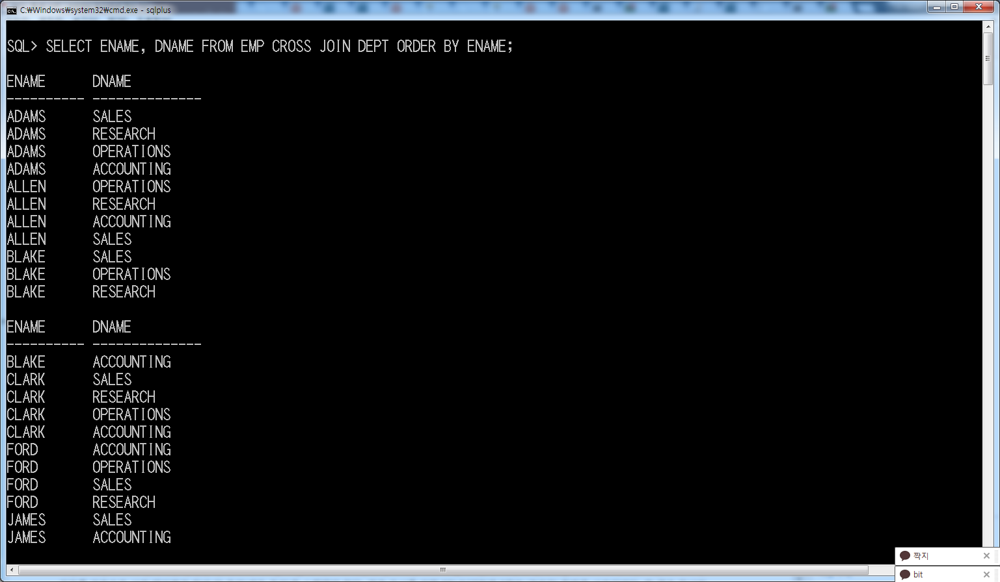 C:₩Windows₩system32₩cmd.exe - sqlplus
SQL> SELECT ENAME, DNAME FROM EMP CROSS JOIN DEPT ORDER BY ENAME;
ENAME      DNAME
---------- --------------
ADAMS      SALES
ADAMS      RESEARCH
ADAMS      OPERATIONS
ADAMS      ACCOUNTING
ALLEN      OPERATIONS
ALLEN      RESEARCH
ALLEN      ACCOUNTING
ALLEN      SALES
BLAKE      SALES
BLAKE      OPERATIONS
BLAKE      RESEARCH
ENAME      DNAME
---------- --------------
BLAKE      ACCOUNTING
CLARK      SALES
CLARK      RESEARCH
CLARK      OPERATIONS
CLARK      ACCOUNTING
FORD       ACCOUNTING
FORD       OPERATIONS
FORD       SALES
FORD       RESEARCH
JAMES      SALES
JAMES      ACCOUNTING
짝지
bit